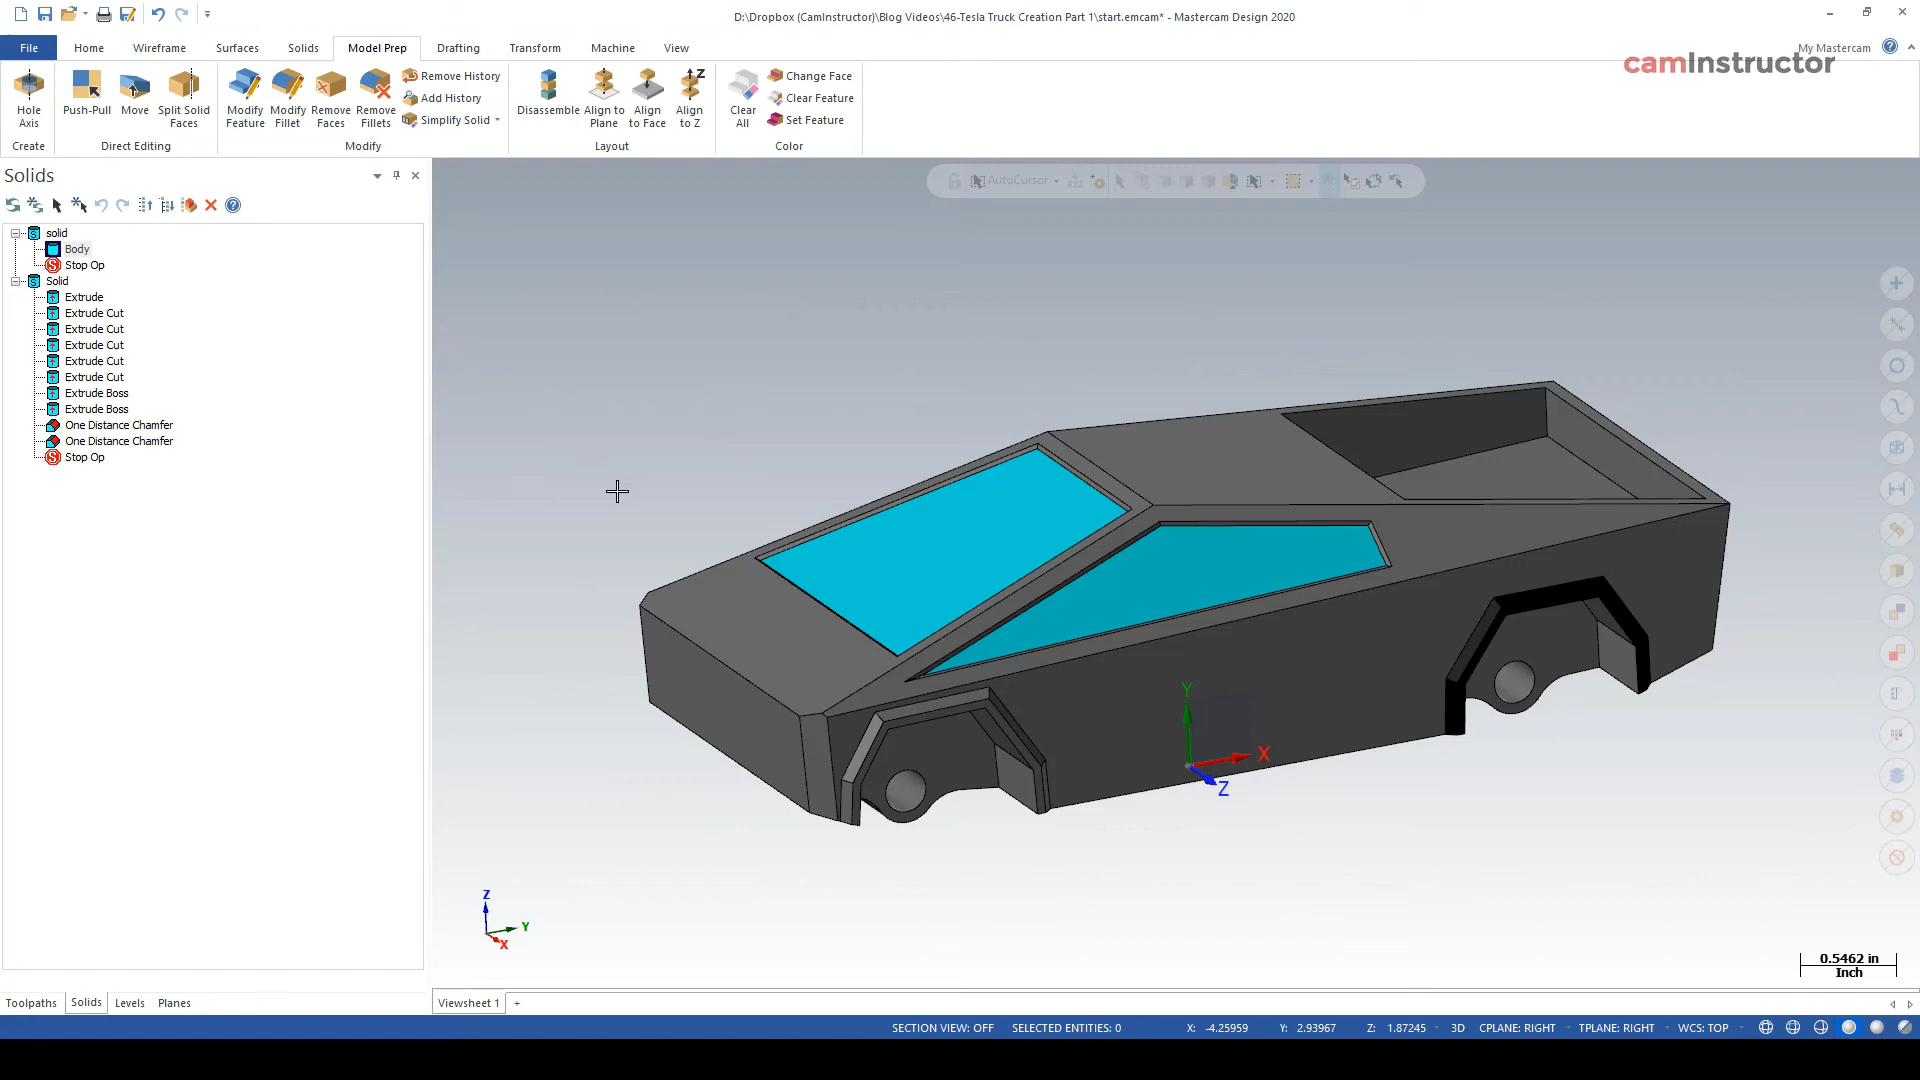 D:\Dropbox (CamInstructor)\Blog Videos\46-Tesla Truck Creation Part 1\start.emcam* - Mastercam Design 2020
File Home Wireframe Surfaces Solids Model Prep Drafting Transform Machine View My Mastercam
camInstructor
Hole Axis
Push-Pull
Move
Split Solid Faces
Modify Feature
Modify Fillet
Remove Faces
Remove Fillets
Remove History
Add History
Simplify Solid
Disassemble
Align to Plane
Align to Face
Align to Z
Clear All
Change Face
Clear Feature
Set Feature
Create Direct Editing Modify Layout Color
Solids
AutoCursor
solid
Body
Stop Op
Solid
Extrude
Extrude Cut
Extrude Cut
Extrude Cut
Extrude Cut
Extrude Cut
Extrude Boss
Extrude Boss
One Distance Chamfer
One Distance Chamfer
Stop Op
Y
X
Z
Z
Y
X
0.5462 in
Inch
Toolpaths Solids Levels Planes
Viewsheet 1 +
SECTION VIEW: OFF SELECTED ENTITIES: 0 X: -4.25959 Y: 2.93967 Z: 1.87245 3D CPLANE: RIGHT TPLANE: RIGHT WCS: TOP